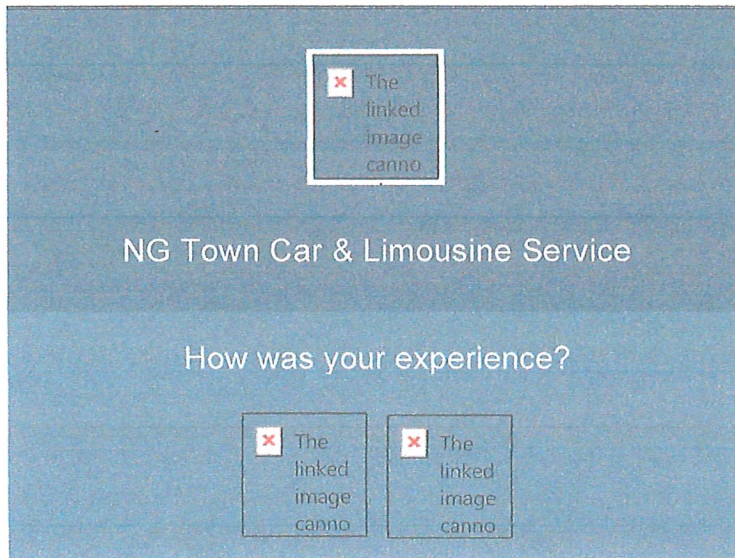 The
linked
image
canno
NG Town Car & Limousine Service
How was your experience?
The
linked
image
canno
The
linked
image
canno